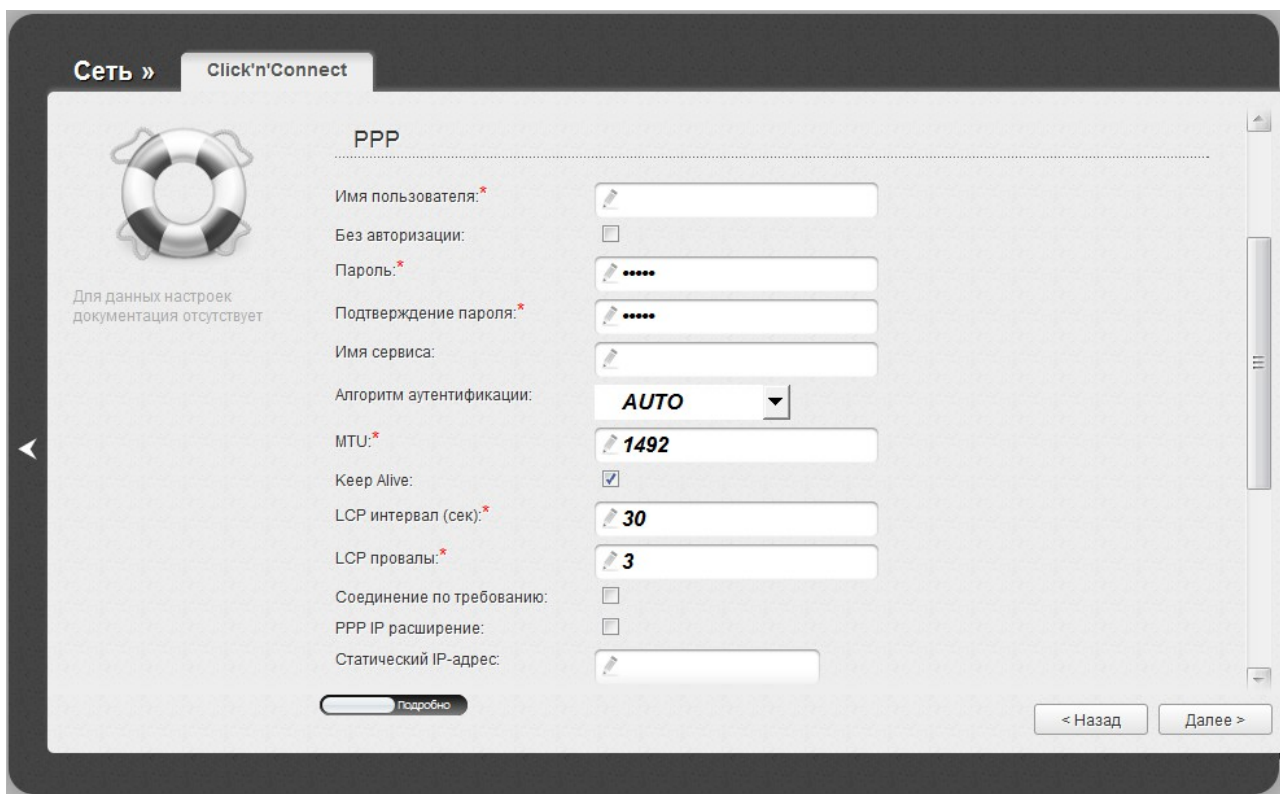 Сеть »
Click'n'Connect
PPP
Для данных настроек
документация отсутствует
Имя пользователя:*
Без авторизации:
Пароль:* •••••
Подтверждение пароля:* •••••
Имя сервиса:
Алгоритм аутентификации: AUTO
MTU:* 1492
Keep Alive:
LCP интервал (сек):* 30
LCP провалы:* 3
Соединение по требованию:
PPP IP расширение:
Статический IP-адрес:
Подробно
< Назад
Далее >